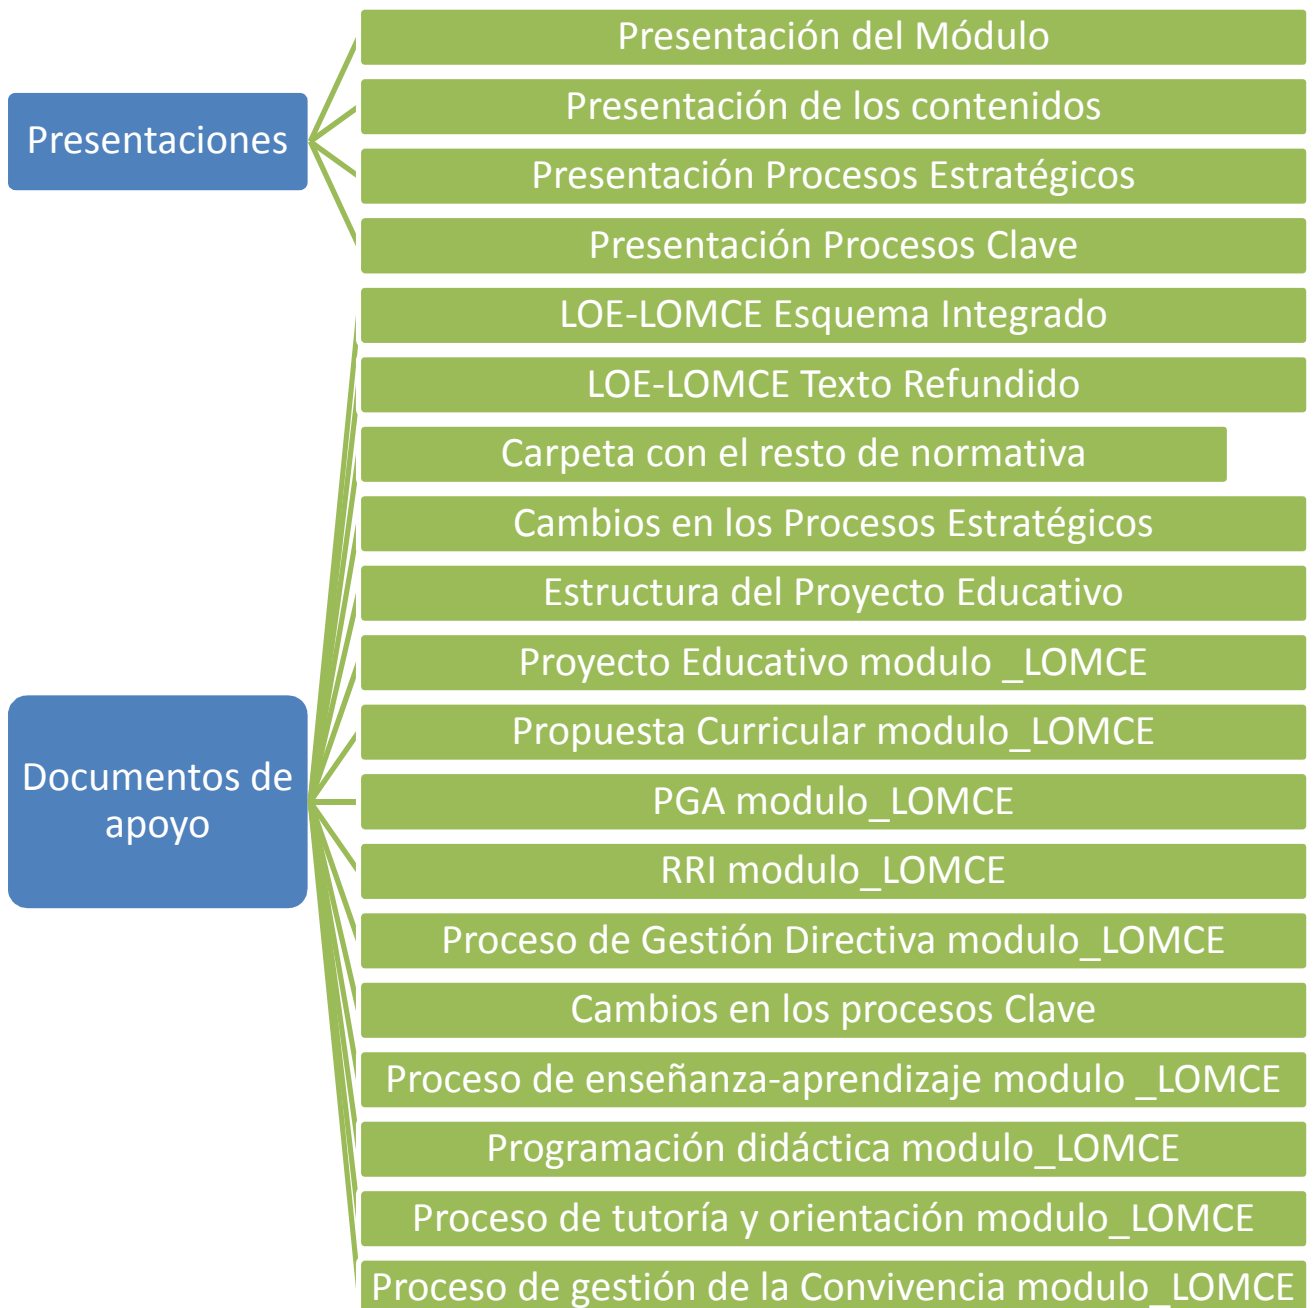 Presentaciones
Presentación del Módulo
Presentación de los contenidos
Presentación Procesos Estratégicos
Presentación Procesos Clave
Documentos de
apoyo
LOE-LOMCE Esquema Integrado
LOE-LOMCE Texto Refundido
Carpeta con el resto de normativa
Cambios en los Procesos Estratégicos
Estructura del Proyecto Educativo
Proyecto Educativo modulo _LOMCE
Propuesta Curricular modulo_LOMCE
PGA modulo_LOMCE
RRI modulo_LOMCE
Proceso de Gestión Directiva modulo_LOMCE
Cambios en los procesos Clave
Proceso de enseñanza-aprendizaje modulo _LOMCE
Programación didáctica modulo_LOMCE
Proceso de tutoría y orientación modulo_LOMCE
Proceso de gestión de la Convivencia modulo_LOMCE